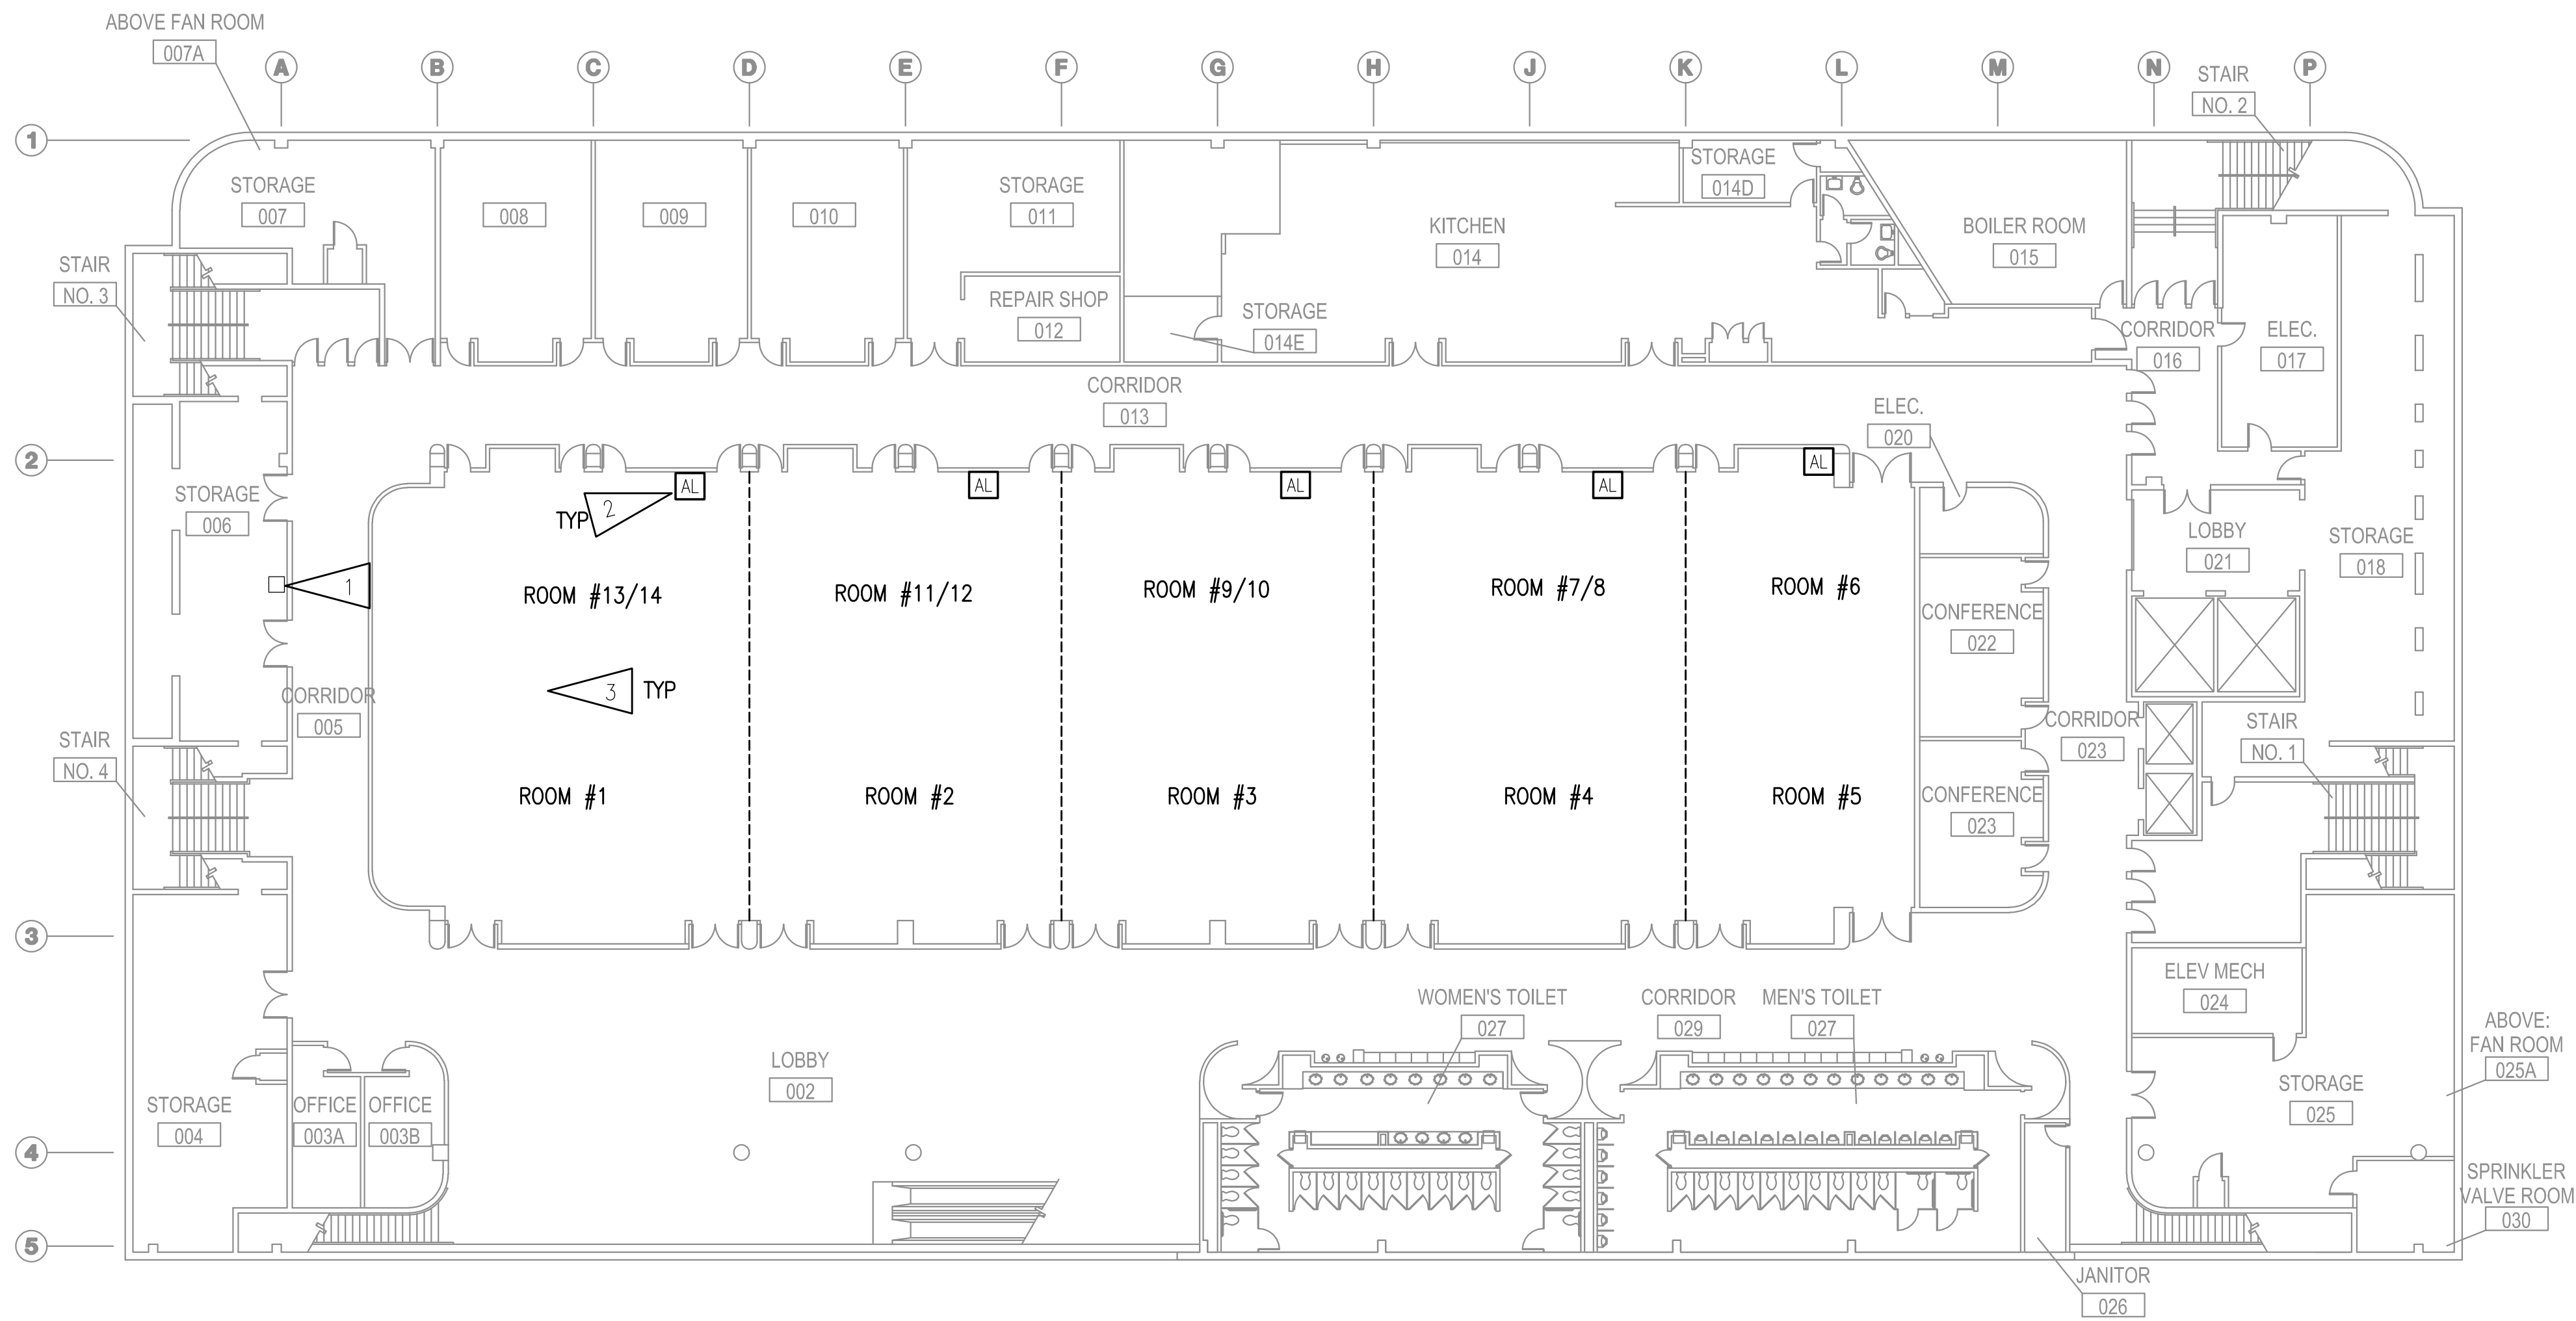 ABOVE FAN ROOM
007A
A
B
C
D
E
F
G
H
J
K
L
M
N
P
STAIR
NO. 2
1
STORAGE
007
008
009
010
STORAGE
011
STORAGE
014D
KITCHEN
014
BOILER ROOM
015
STAIR
NO. 3
REPAIR SHOP
012
STORAGE
014E
CORRIDOR
016
ELEC.
017
CORRIDOR
013
ELEC.
020
2
STORAGE
006
AL
AL
AL
AL
AL
2
TYP
LOBBY
021
STORAGE
018
1
ROOM #13/14
ROOM #11/12
ROOM #9/10
ROOM #7/8
ROOM #6
CONFERENCE
022
3
TYP
CORRIDOR
005
CORRIDOR
023
STAIR
NO. 1
STAIR
NO. 4
ROOM #1
ROOM #2
ROOM #3
ROOM #4
ROOM #5
CONFERENCE
023
3
ELEV MECH
024
WOMEN'S TOILET
027
CORRIDOR
029
MEN'S TOILET
027
ABOVE:
FAN ROOM
025A
LOBBY
002
STORAGE
004
OFFICE
003A
OFFICE
003B
STORAGE
025
4
SPRINKLER
VALVE ROOM
030
5
JANITOR
026